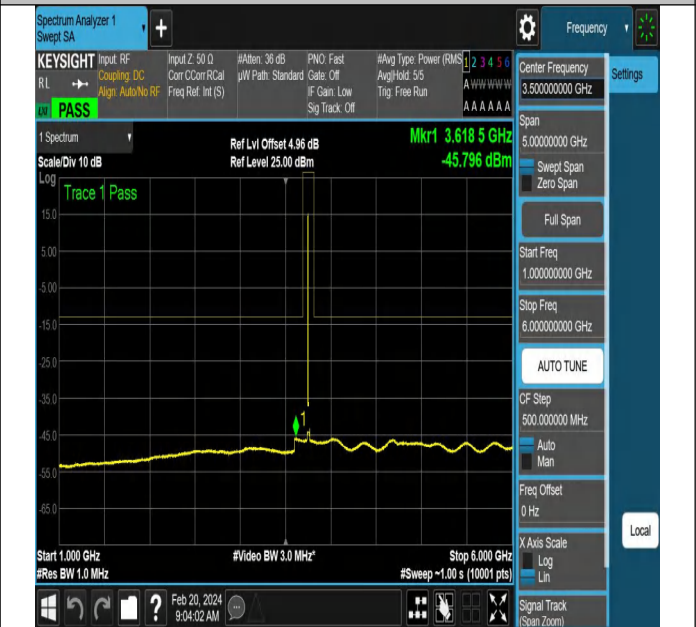 Spectrum Analyzer 1
Swept SA
Frequency
KEYSIGHT
RL
PASS
Input: RF
Coupling: DC
Align: Auto/No RF
Input Z: 50 Ω
Corr CCorr RCal
Freq Ref: Int (S)
#Atten: 36 dB
µW Path: Standard
PNO: Fast
Gate: Off
IF Gain: Low
Sig Track: Off
#Avg Type: Power (RMS
Avg|Hold: 5/5
Trig: Free Run
1 2 3 4 5 6
A W W W W W
A A A A A A
Center Frequency
3.500000000 GHz
Settings
Span
5.00000000 GHz
Swept Span
Zero Span
Full Span
Start Freq
1.000000000 GHz
Stop Freq
6.000000000 GHz
AUTO TUNE
CF Step
500.000000 MHz
Auto
Man
Freq Offset
0 Hz
X Axis Scale
Log
Lin
Local
Signal Track
(Span Zoom)
1 Spectrum
Scale/Div 10 dB
Ref Lvl Offset 4.96 dB
Ref Level 25.00 dBm
Mkr1 3.618 5 GHz
-45.796 dBm
Log
Trace 1 Pass
15.0
5.00
-5.00
-15.0
-25.0
-35.0
-45.0
-55.0
-65.0
1
Start 1.000 GHz
#Res BW 1.0 MHz
#Video BW 3.0 MHz*
Stop 6.000 GHz
#Sweep ~1.00 s (10001 pts)
?
Feb 20, 2024
9:04:02 AM